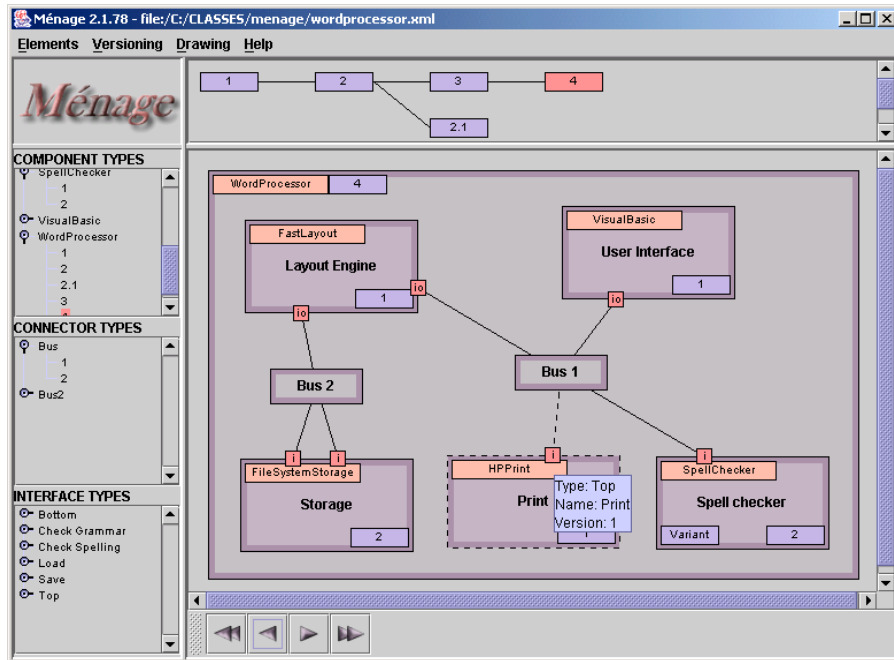 Ménage 2.1.78 - file:/C:/CLASSES/menage/wordprocessor.xml
Elements Versioning Drawing Help
Ménage
1 2 3 4
2.1
COMPONENT TYPES
SpellChecker
1
2
VisualBasic
WordProcessor
1
2
2.1
3
CONNECTOR TYPES
Bus
1
2
Bus2
INTERFACE TYPES
Bottom
Check Grammar
Check Spelling
Load
Save
Top
WordProcessor 4
FastLayout
Layout Engine
1
io
io
VisualBasic
User Interface
1
io
Bus 2
Bus 1
i i
FileSystemStorage
Storage
2
i
HPPrint
Print
Type: Top
Name: Print
Version: 1
i
SpellChecker
Spell checker
Variant 2